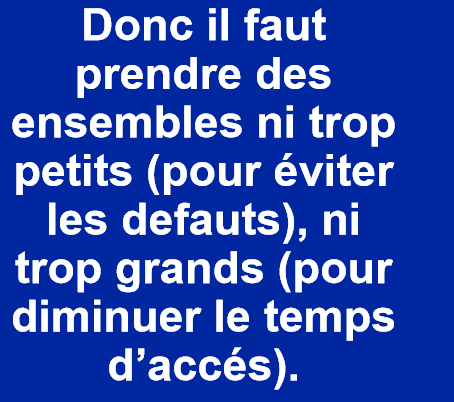 Donc il faut
prendre des
ensembles ni trop
petits (pour éviter
les defauts), ni
trop grands (pour
diminuer le temps
d’accés).